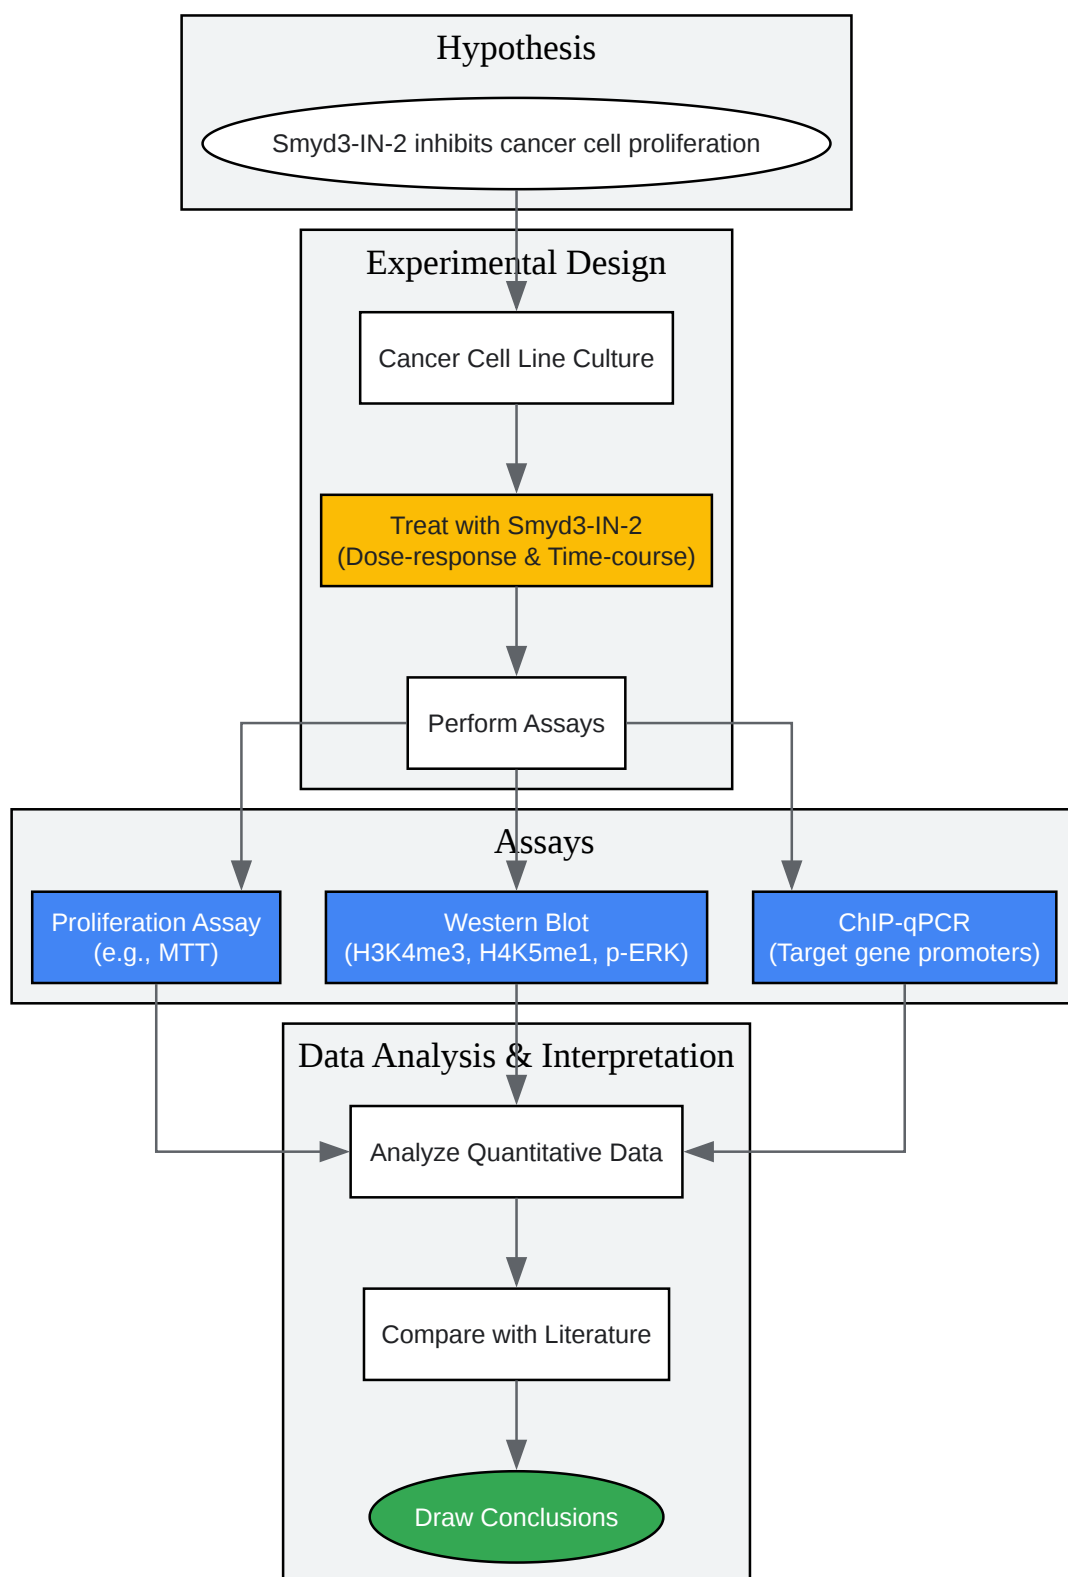 Hypothesis
Smyd3-IN-2 inhibits cancer cell proliferation
Experimental Design
Cancer Cell Line Culture
Treat with Smyd3-IN-2
(Dose-response & Time-course)
Perform Assays
Assays
Proliferation Assay
(e.g., MTT)
Western Blot
(H3K4me3, H4K5me1, p-ERK)
ChIP-qPCR
(Target gene promoters)
Data Analysis & Interpretation
Analyze Quantitative Data
Compare with Literature
Draw Conclusions